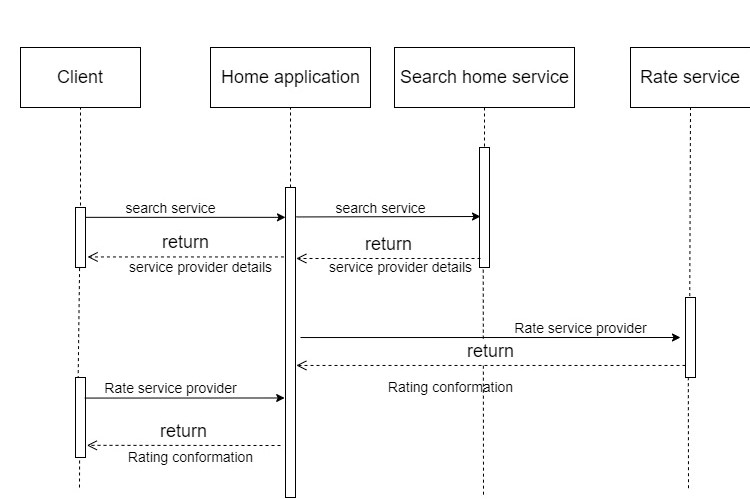 Client
Home application
Search home service
Rate service
search service
search service
return
return
service provider details
service provider details
Rate service provider
return
Rate service provider
Rating conformation
return
Rating conformation